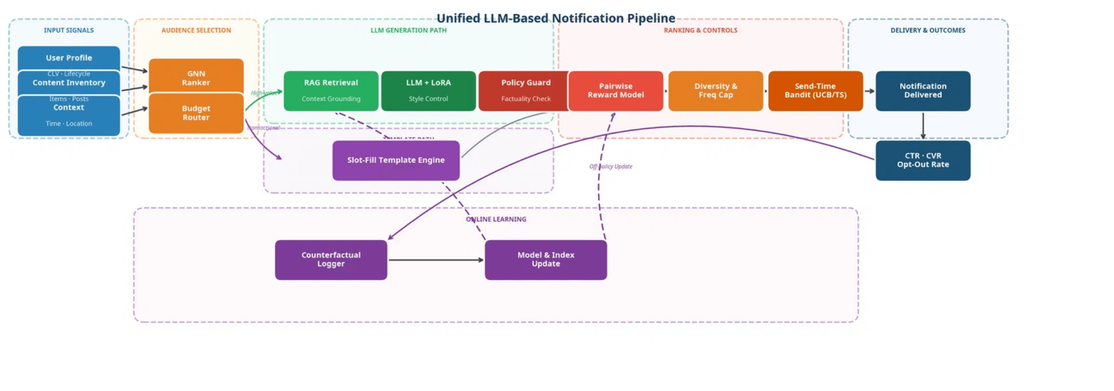 Unified LLM-Based Notification Pipeline
INPUT SIGNALS
User Profile
CLV · Lifecycle
Content Inventory
Items · Posts
Context
Time · Location
AUDIENCE SELECTION
GNN
Ranker
Budget
Router
LLM GENERATION PATH
RAG Retrieval
Context Grounding
LLM + LoRA
Style Control
Policy Guard
Factuality Check
Slot-Fill Template Engine
RANKING & CONTROLS
Pairwise
Reward Model
Diversity &
Freq Cap
Send-Time
Bandit (UCB/TS)
Off-Policy Update
DELIVERY & OUTCOMES
Notification
Delivered
CTR · CVR
Opt-Out Rate
ONLINE LEARNING
Counterfactual
Logger
Model & Index
Update